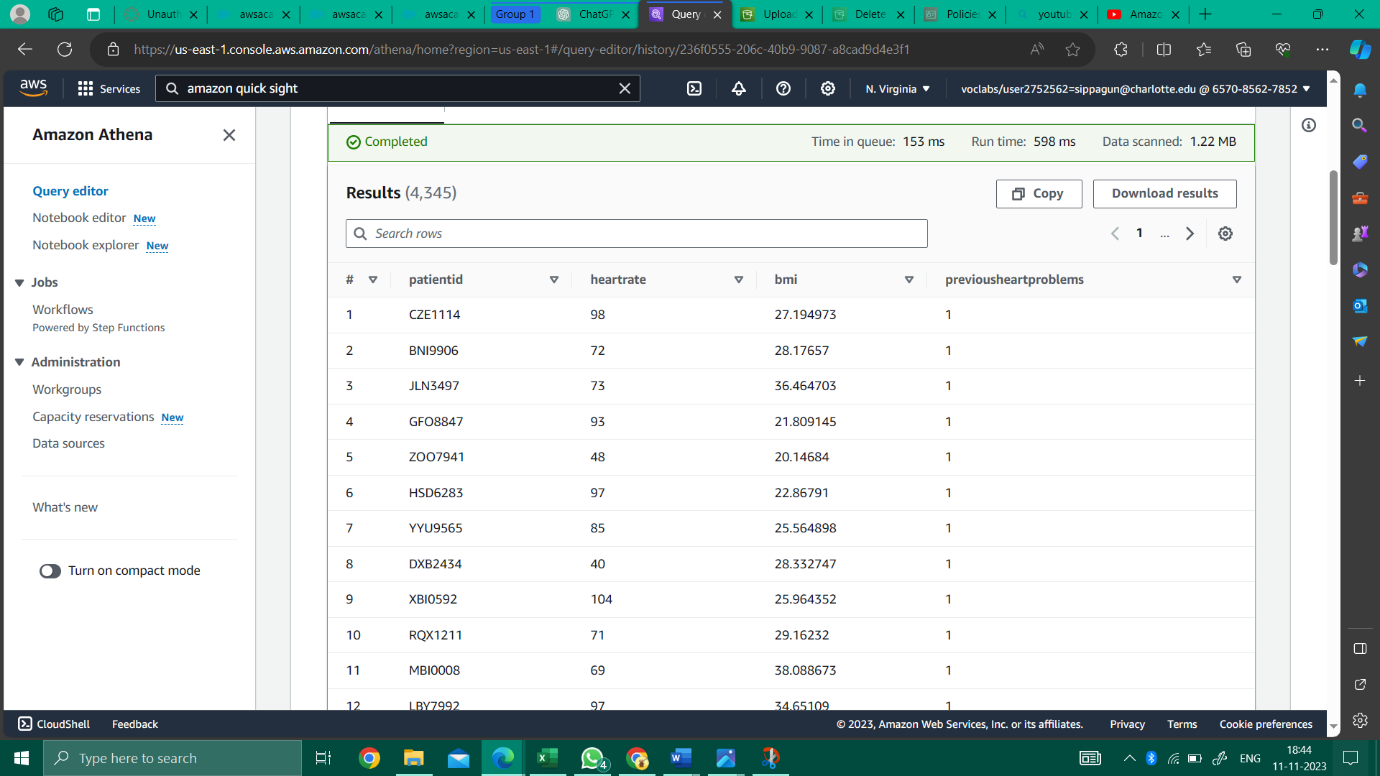 Unauth
awsaca
awsaca
awsaca
Group 1
ChatGP
Query
Upload
Delete
Policies
youtub
Amazo
https://us-east-1.console.aws.amazon.com/athena/home?region=us-east-1#/query-editor/history/236f0555-206c-40b9-9087-a8cad9d4e3f1
aws
Services
amazon quick sight
N. Virginia
voclabs/user2752562=sippagun@charlotte.edu @ 6570-8562-7852
Amazon Athena
Query editor
Notebook editor New
Notebook explorer New
Jobs
Workflows
Powered by Step Functions
Administration
Workgroups
Capacity reservations New
Data sources
What's new
Turn on compact mode
Completed
Time in queue: 153 ms Run time: 598 ms Data scanned: 1.22 MB
Results (4,345)
Copy
Download results
Search rows
1 ...
# patientid heartrate bmi previousheartproblems
1 CZE1114 98 27.194973 1
2 BNI9906 72 28.17657 1
3 JLN3497 73 36.464703 1
4 GFO8847 93 21.809145 1
5 ZOO7941 48 20.14684 1
6 HSD6283 97 22.86791 1
7 YYU9565 85 25.564898 1
8 DXB2434 40 28.332747 1
9 XBI0592 104 25.964352 1
10 RQX1211 71 29.16232 1
11 MBI0008 69 38.088673 1
12 LBY7992 97 34.65109 1
CloudShell Feedback © 2023, Amazon Web Services, Inc. or its affiliates. Privacy Terms Cookie preferences
Type here to search
4
ENG
18:44
11-11-2023